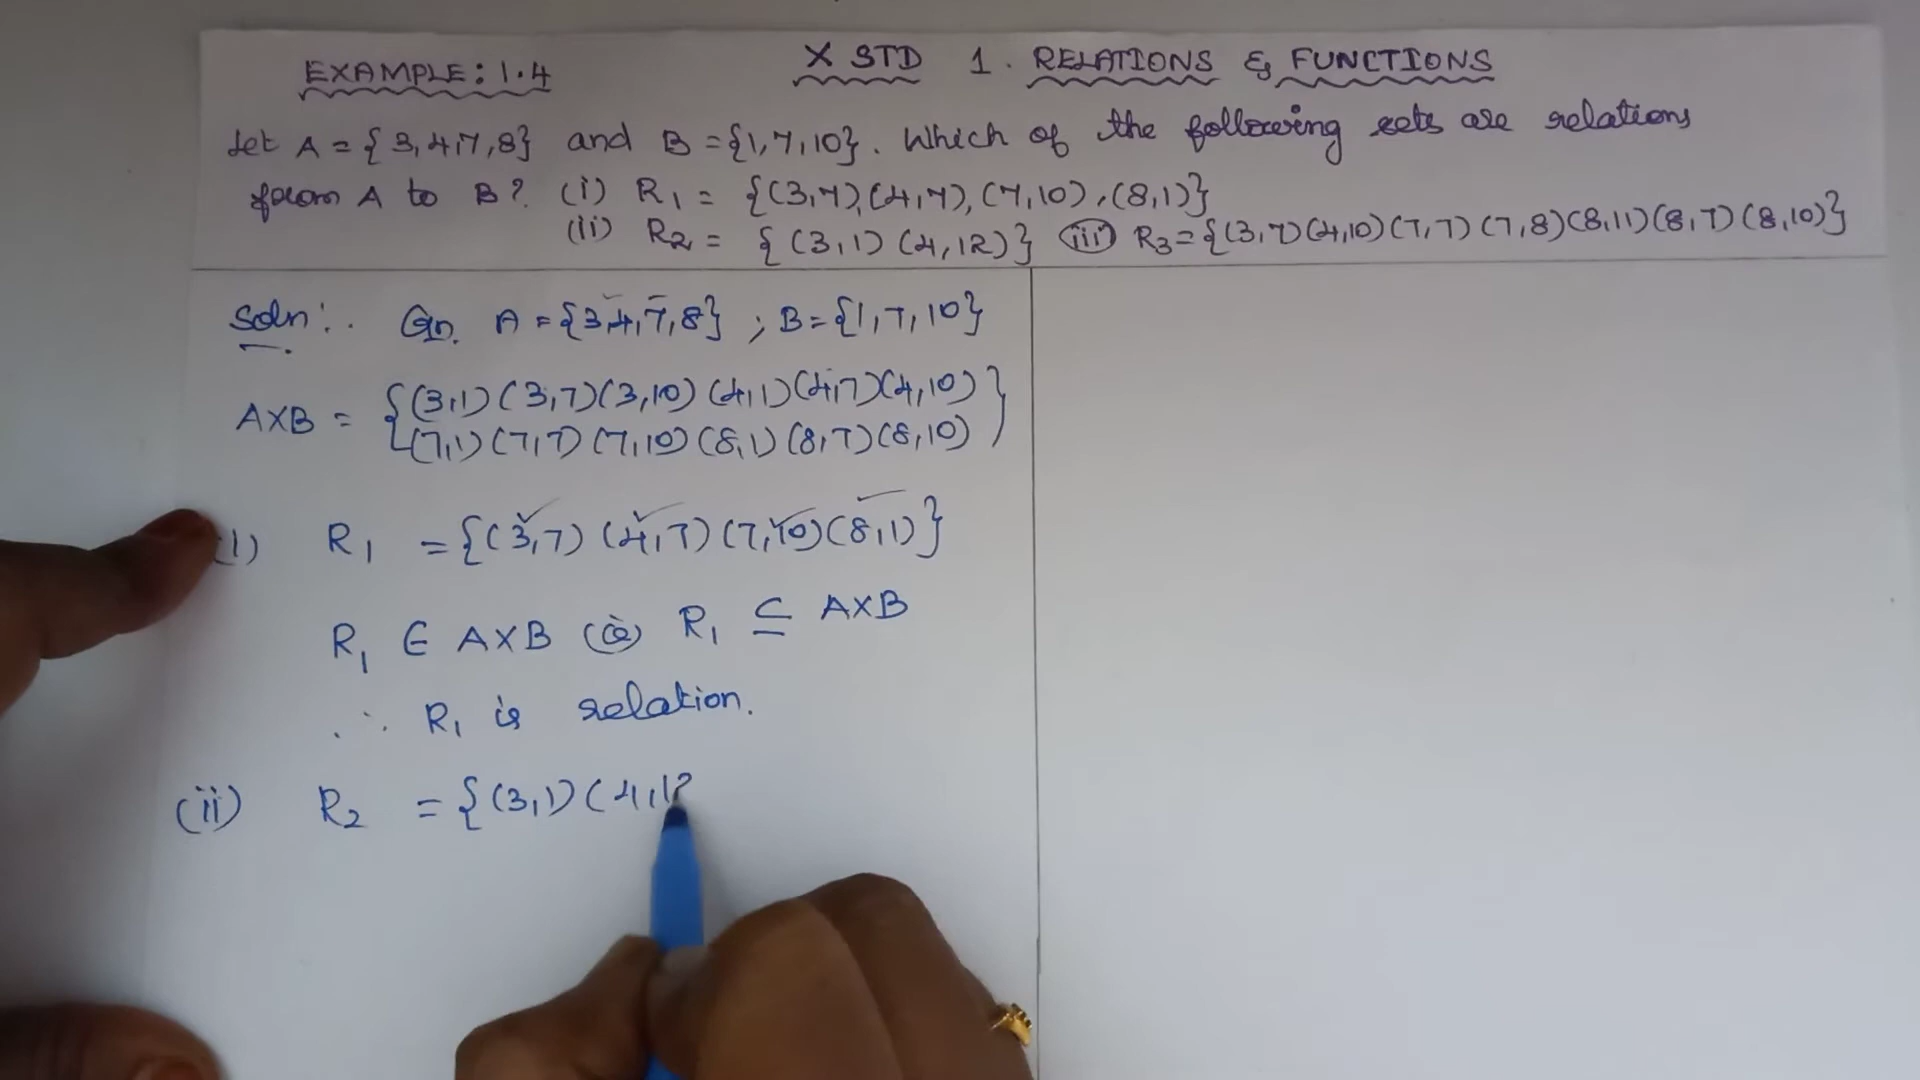 EXAMPLE: 1.4
X STD 1. RELATIONS & FUNCTIONS
Let A = {3,4,7,8} and B = {1,7,10}. Which of the following sets are relations
from A to B? (i) R1 = {(3,7),(4,7),(7,10),(8,1)}
(ii) R2 = {(3,1)(4,12)} (iii) R3={(3,7)(4,10)(7,7)(7,8)(8,11)(8,7)(8,10)}
Soln:. Gn. A = {3,4,7,8} ; B={1,7,10}
AXB = {(3,1)(3,7)(3,10)(4,1)(4,7)(4,10)
(7,1)(7,7)(7,10)(8,1)(8,7)(8,10)}
(i) R1 = {(3,7)(4,7)(7,10)(8,1)}
R1 ∈ AXB R1 ⊆ AXB
∴ R1 is relation.
(ii) R2 = {(3,1)(4,12